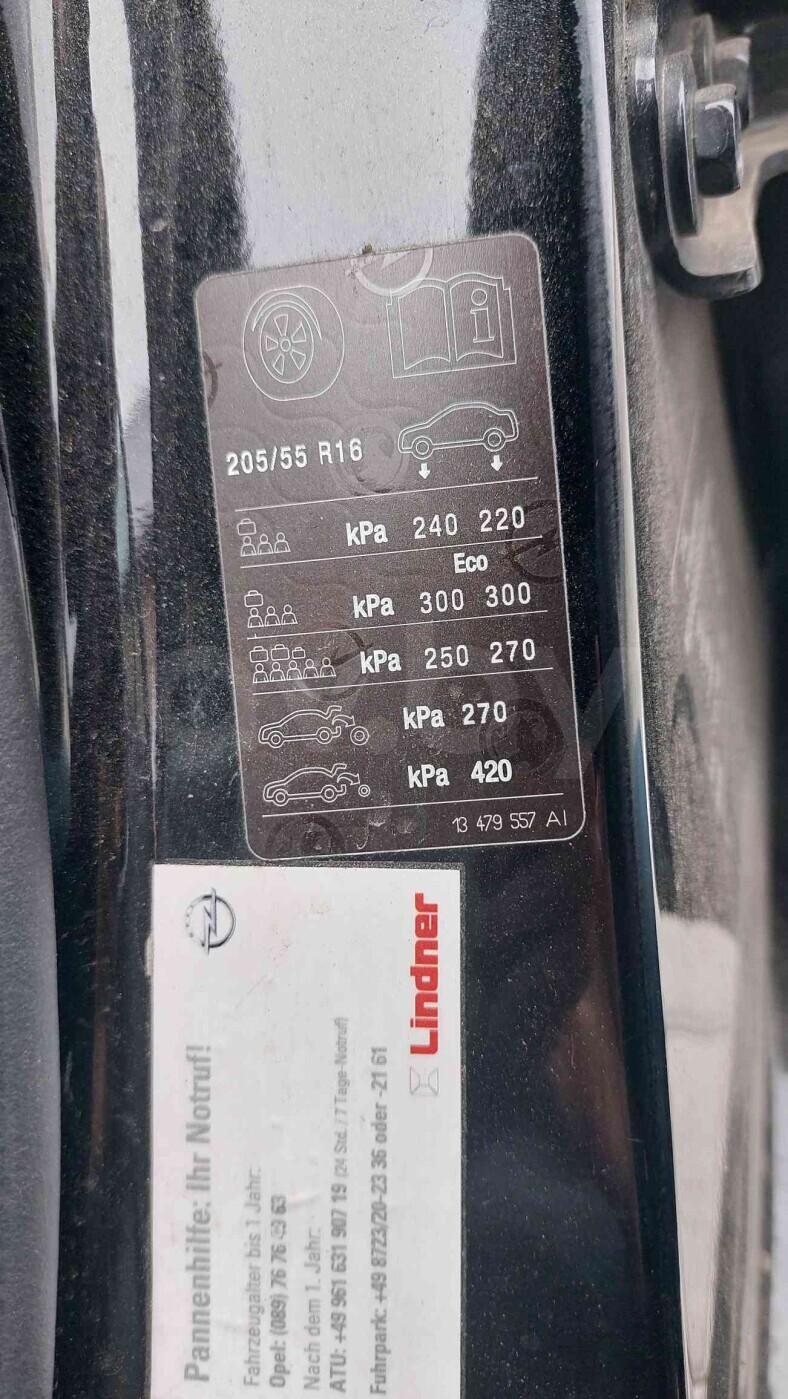 205/55 R16
kPa 240 220
Eco
kPa 300 300
kPa 250 270
kPa 270
kPa 420
13 479 557 AI
Lindner
Pannenhilfe: Ihr Notruf!
Fahrzeugalter bis 1 Jahr:
Opel: (089) 76 76 63
Nach dem 1. Jahr:
ATU: +49 961 631 907 19 (24 Std. / 7 Tage-Notruf)
Fuhrpark: +49 8723/20-23 36 oder -21 61